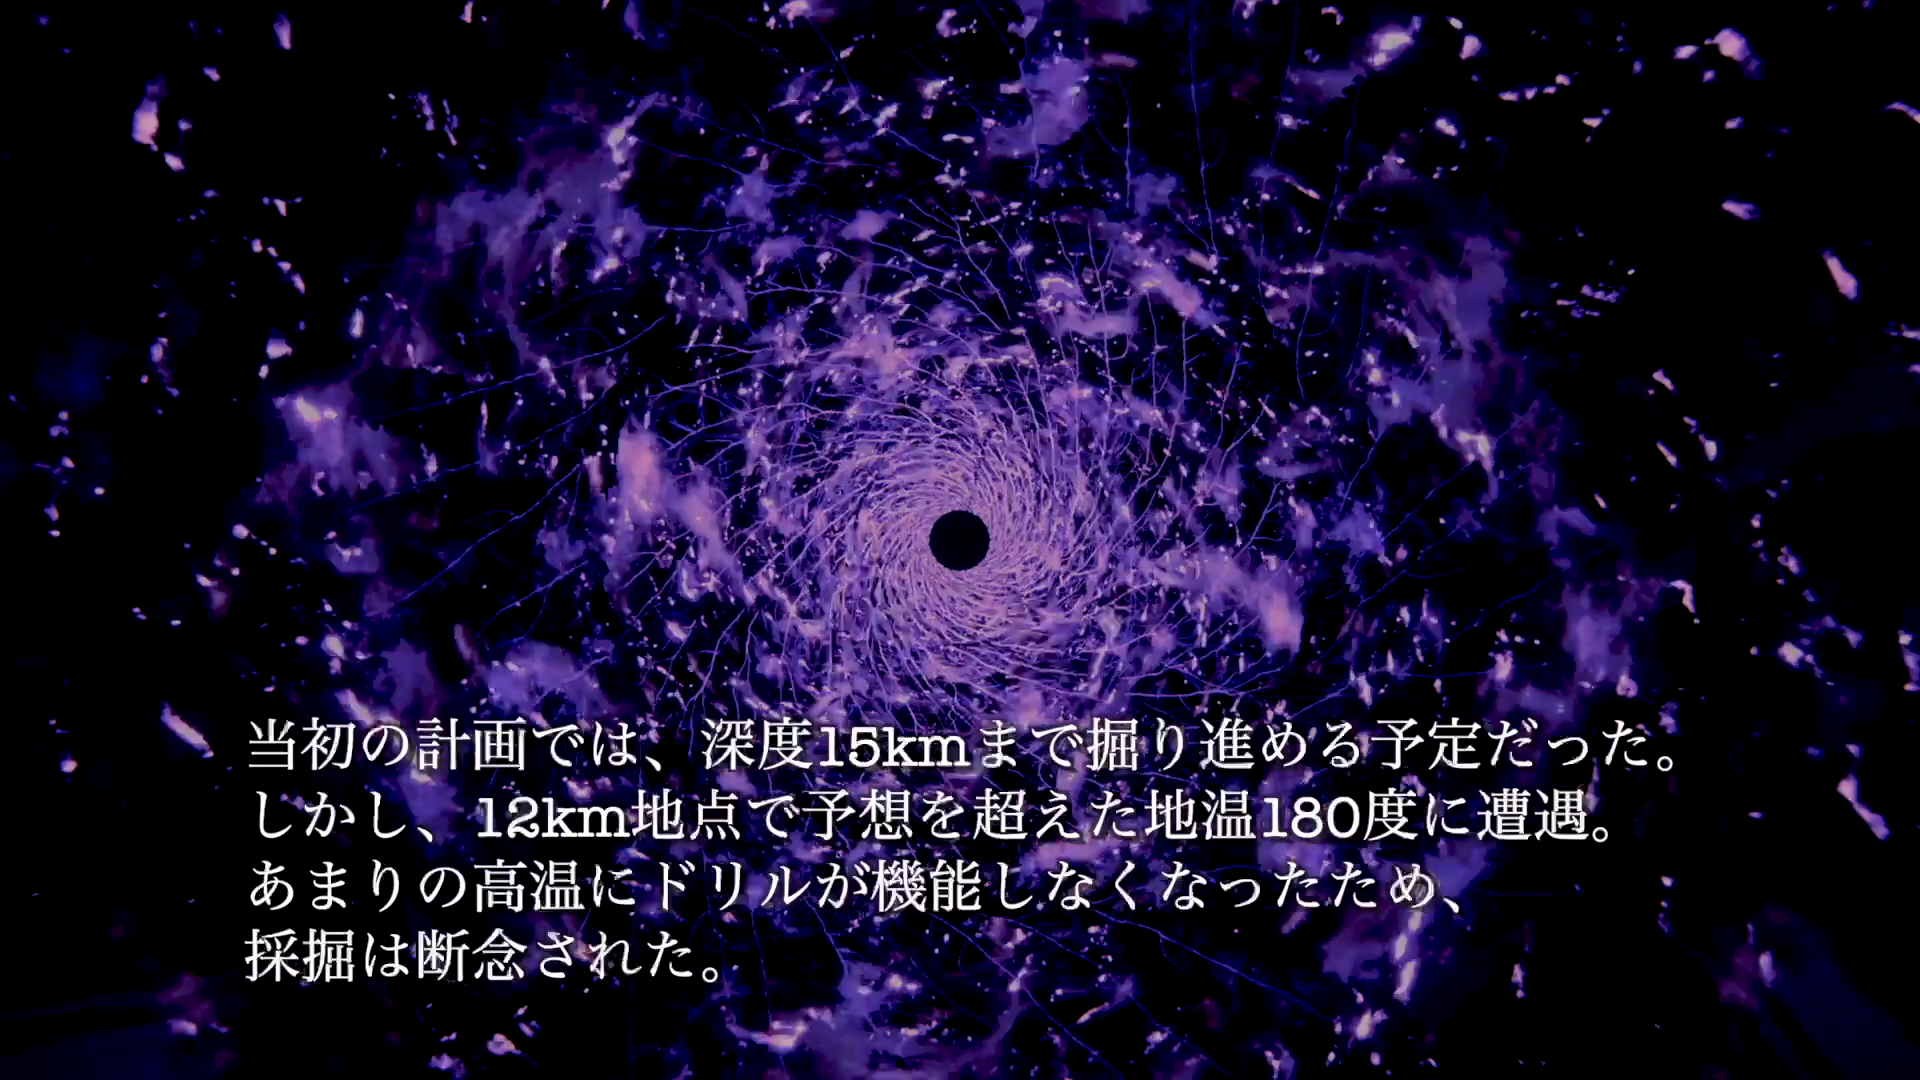 当初の計画では、深度15kmまで掘り進める予定だった。
しかし、12km地点で予想を超えた地温180度に遭遇。
あまりの高温にドリルが機能しなくなったため、
採掘は断念された。